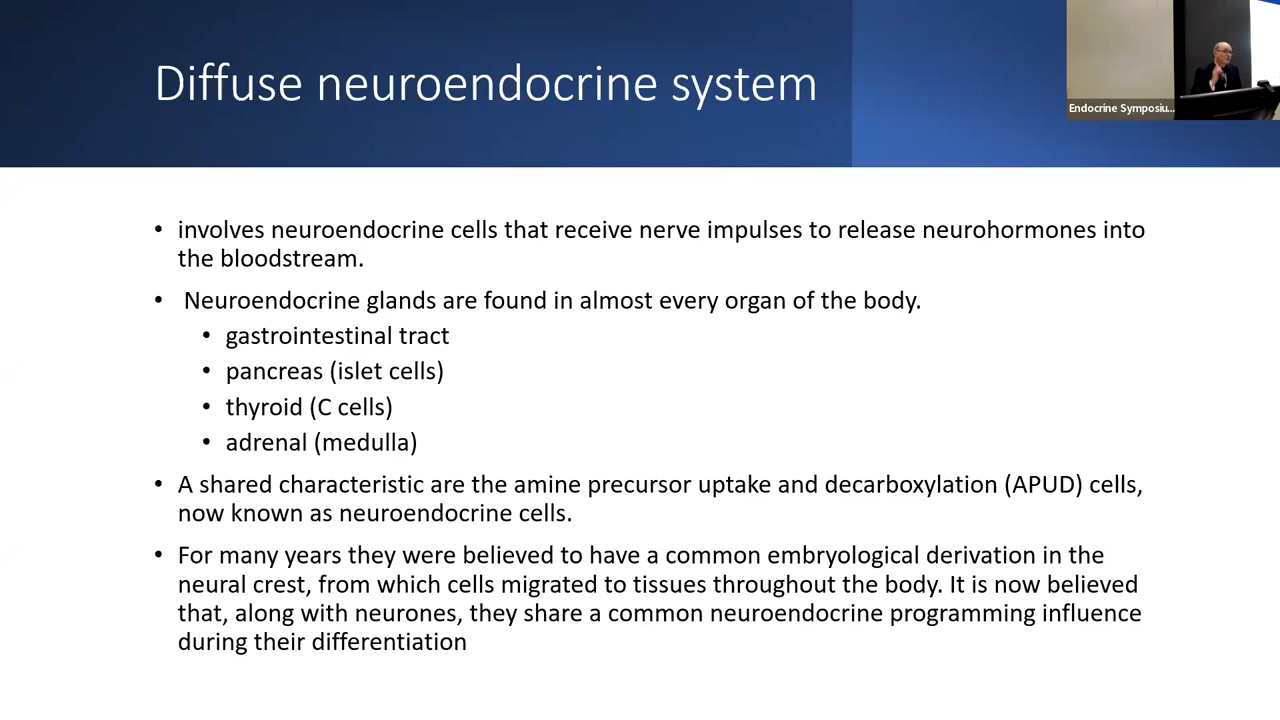 Diffuse neuroendocrine system
Endocrine Symposiu...
• involves neuroendocrine cells that receive nerve impulses to release neurohormones into
the bloodstream.
• Neuroendocrine glands are found in almost every organ of the body.
• gastrointestinal tract
• pancreas (islet cells)
• thyroid (C cells)
• adrenal (medulla)
• A shared characteristic are the amine precursor uptake and decarboxylation (APUD) cells,
now known as neuroendocrine cells.
• For many years they were believed to have a common embryological derivation in the
neural crest, from which cells migrated to tissues throughout the body. It is now believed
that, along with neurones, they share a common neuroendocrine programming influence
during their differentiation